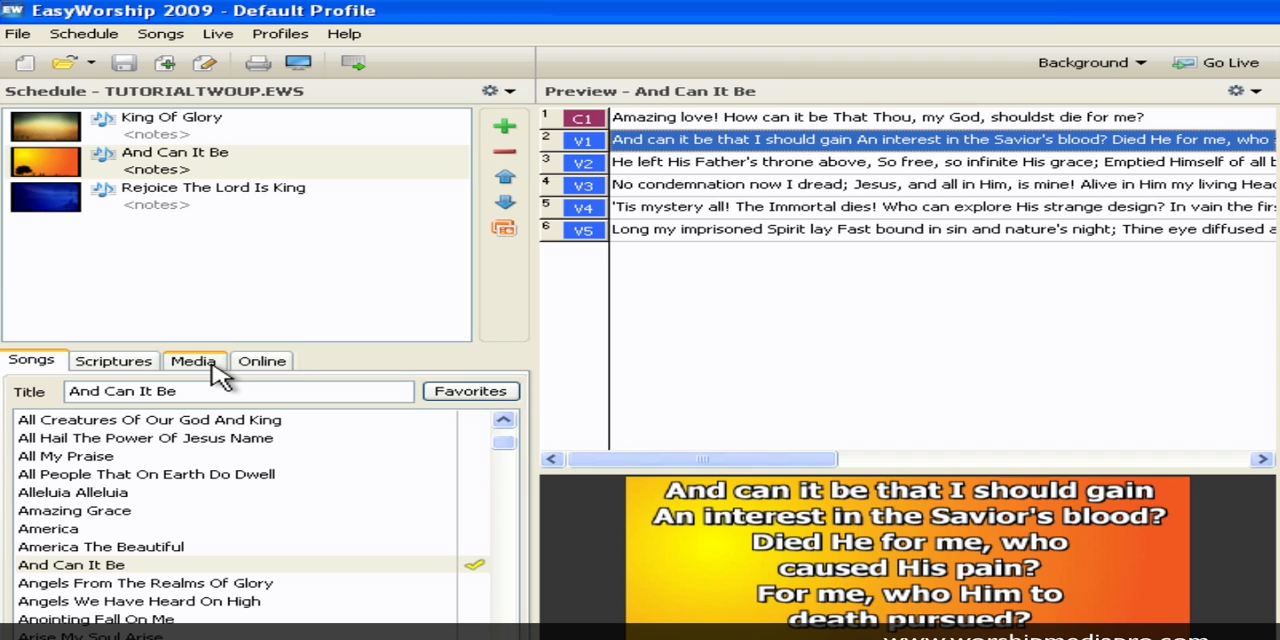 EW EasyWorship 2009 - Default Profile
File Schedule Songs Live Profiles Help
Background Go Live
Schedule - TUTORIALTWOUP.EWS
King Of Glory
<notes>
And Can It Be
<notes>
Rejoice The Lord Is King
<notes>
Preview - And Can It Be
1 C1 Amazing love! How can it be That Thou, my God, shouldst die for me?
2 V1 And can it be that I should gain An interest in the Savior's blood? Died He for me, who
3 V2 He left His Father's throne above, So free, so infinite His grace; Emptied Himself of all
4 V3 No condemnation now I dread; Jesus, and all in Him, is mine! Alive in Him my living
5 V4 'Tis mystery all! The Immortal dies! Who can explore His strange design? In vain the
6 V5 Long my imprisoned Spirit lay Fast bound in sin and nature's night; Thine eye diffused
Songs Scriptures Media Online
Title And Can It Be Favorites
All Creatures Of Our God And King
All Hail The Power Of Jesus Name
All My Praise
All People That On Earth Do Dwell
Alleluia Alleluia
Amazing Grace
America
America The Beautiful
And Can It Be
Angels From The Realms Of Glory
Angels We Have Heard On High
Anointing Fall On Me
Arise My Soul Arise
And can it be that I should gain
An interest in the Savior's blood?
Died He for me, who
caused His pain?
For me, who Him to
death pursued?
www.worshipmediapro.com